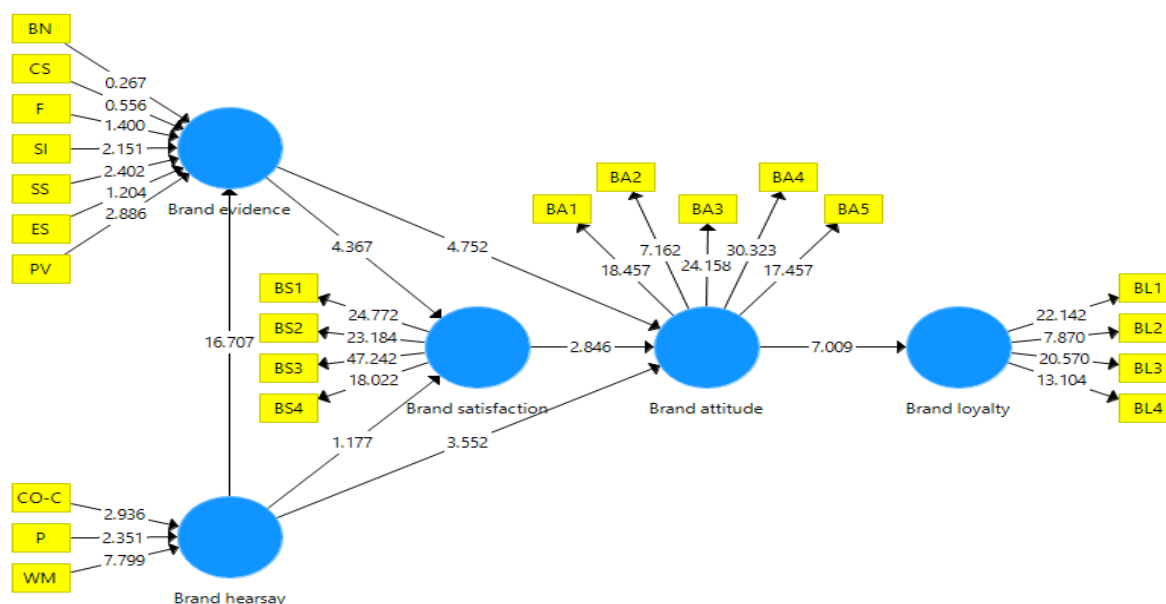 BN
CS
F
SI
SS
ES
PV
0.267
0.556
1.400
2.151
2.402
1.204
2.886
Brand evidence
4.367
4.752
16.707
BA1
BA2
BA3
BA4
BA5
18.457
7.162
24.158
30.323
17.457
BS1
BS2
BS3
BS4
24.772
23.184
47.242
18.022
Brand satisfaction
2.846
Brand attitude
7.009
Brand loyalty
22.142
7.870
20.570
13.104
BL1
BL2
BL3
BL4
1.177
3.552
CO-C
P
WM
2.936
2.351
7.799
Brand hearsay